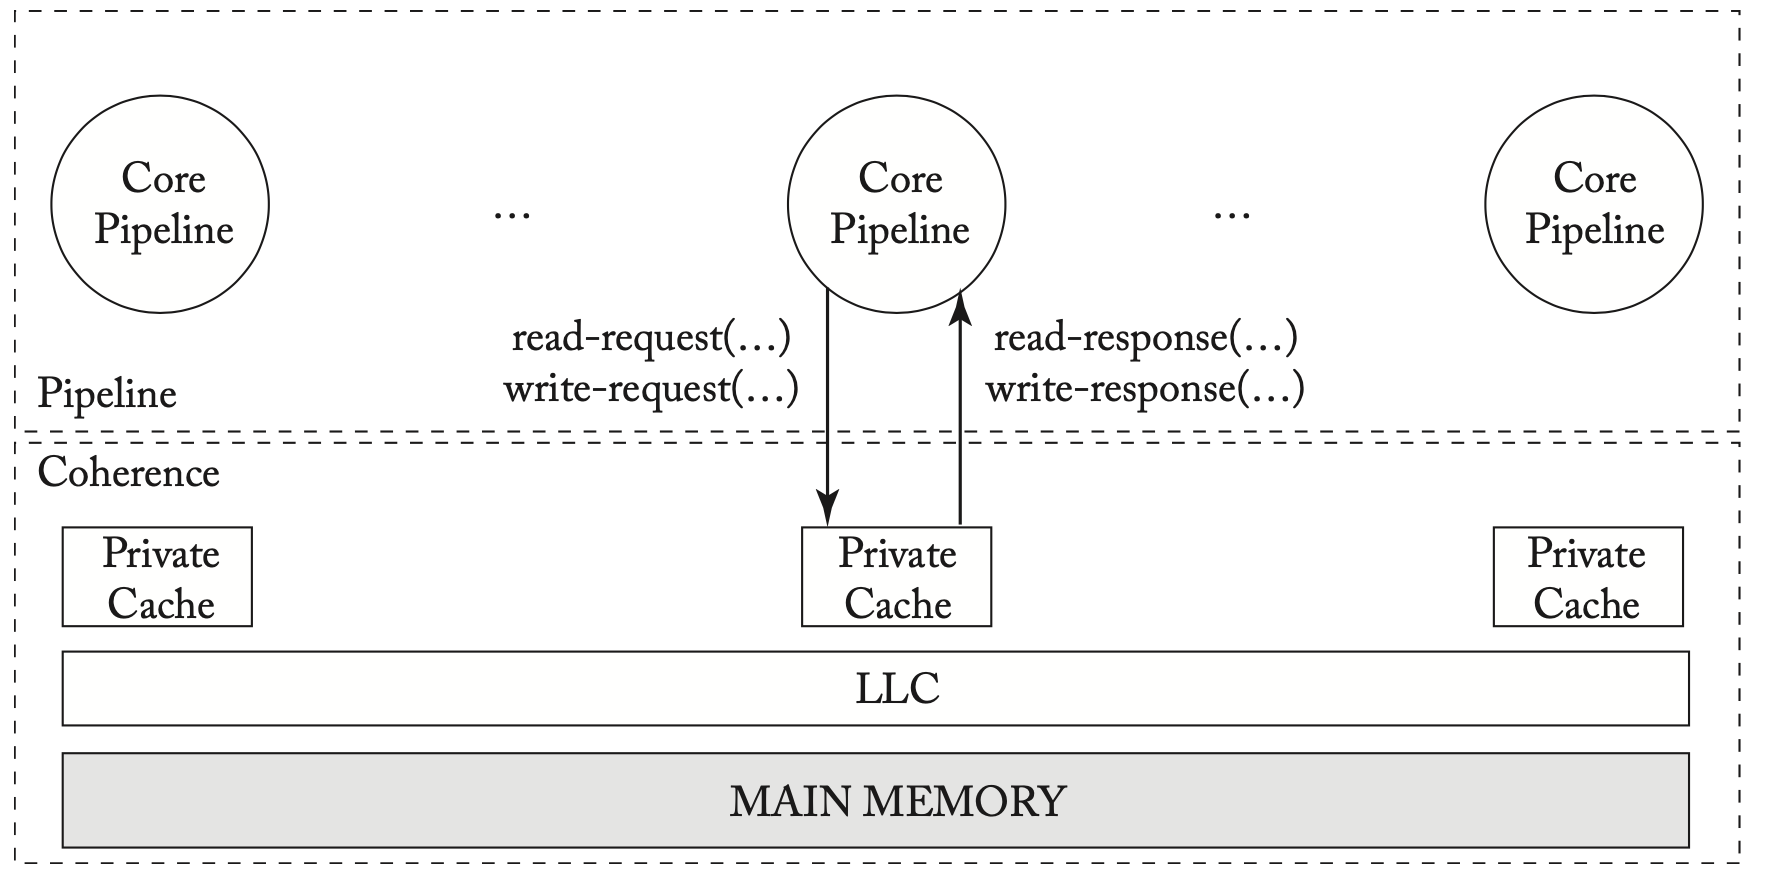 Core
Pipeline
...
Core
Pipeline
...
Core
Pipeline
read-request(...)
write-request(...)
read-response(...)
write-response(...)
Pipeline
Coherence
Private
Cache
Private
Cache
Private
Cache
LLC
MAIN MEMORY